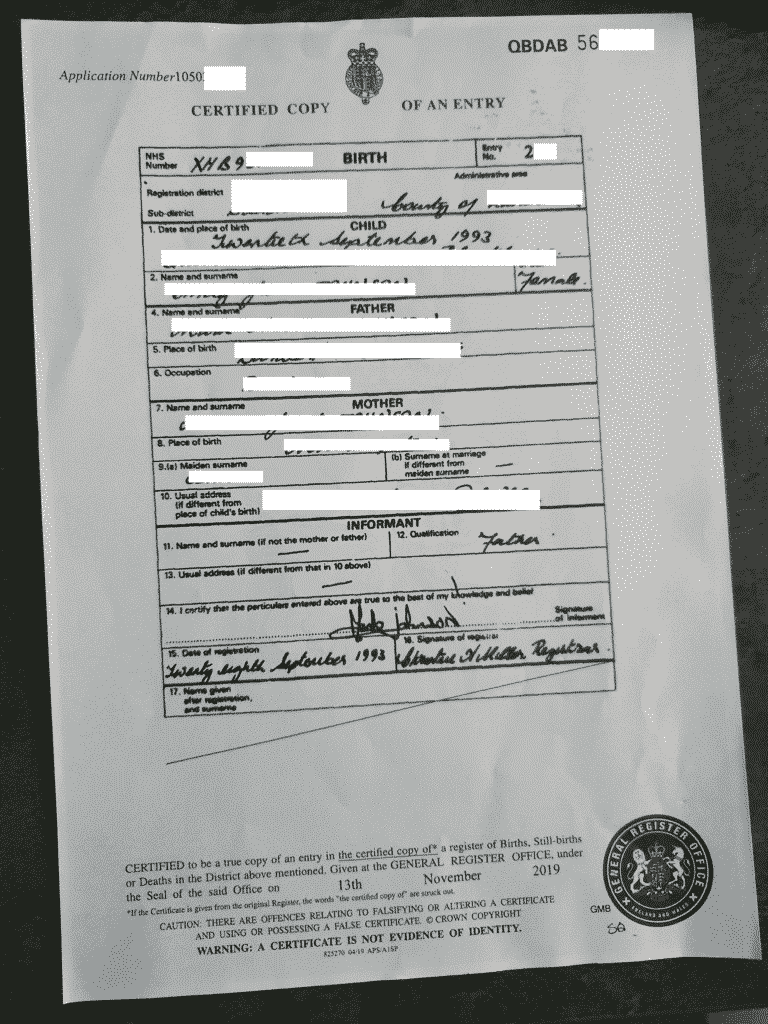 QBDAB 56
Application Number 1050
CERTIFIED COPY OF AN ENTRY
NHS Number XHB9
BIRTH
Entry No. 2
Administrative area
Registration district
Sub-district
County of
CHILD
1. Date and place of birth
Twentieth September 1993
2. Name and surname
Female
FATHER
4. Name and surname
5. Place of birth
6. Occupation
MOTHER
7. Name and surname
8. Place of birth
9.(a) Maiden surname
(b) Surname at marriage if different from maiden surname —
10. Usual address (if different from place of child's birth)
INFORMANT
11. Name and surname (if not the mother or father) —
12. Qualification Father
13. Usual address (if different from that in 10 above) —
14. I certify that the particulars entered above are true to the best of my knowledge and belief
Johnson
Signature of informant
15. Date of registration
Twenty eighth September 1993
16. Signature of registrar
Miller Registrar
17. Name given after registration, and surname
CERTIFIED to be a true copy of an entry in the certified copy of* a register of Births, Still-births
or Deaths in the District above mentioned. Given at the GENERAL REGISTER OFFICE, under
the Seal of the said Office on 13th November 2019
*If the Certificate is given from the original Register, the words "the certified copy of" are struck out.
CAUTION: THERE ARE OFFENCES RELATING TO FALSIFYING OR ALTERING A CERTIFICATE
AND USING OR POSSESSING A FALSE CERTIFICATE. © CROWN COPYRIGHT
WARNING: A CERTIFICATE IS NOT EVIDENCE OF IDENTITY.
825270 04/19 APS/A1SP
GENERAL REGISTER OFFICE
ENGLAND AND WALES
GMB